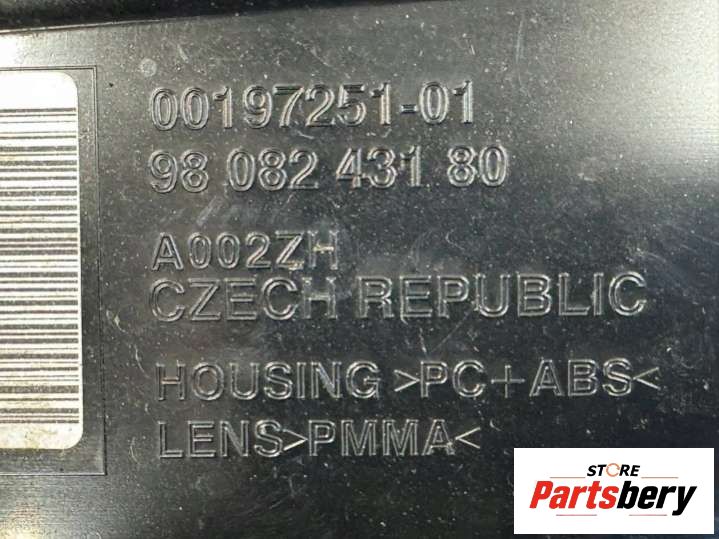 00197251-01
98 082 431 80
A002ZH
CZECH REPUBLIC
HOUSING >PC+ABS<
LENS>PMMA<
STORE
Partsbery